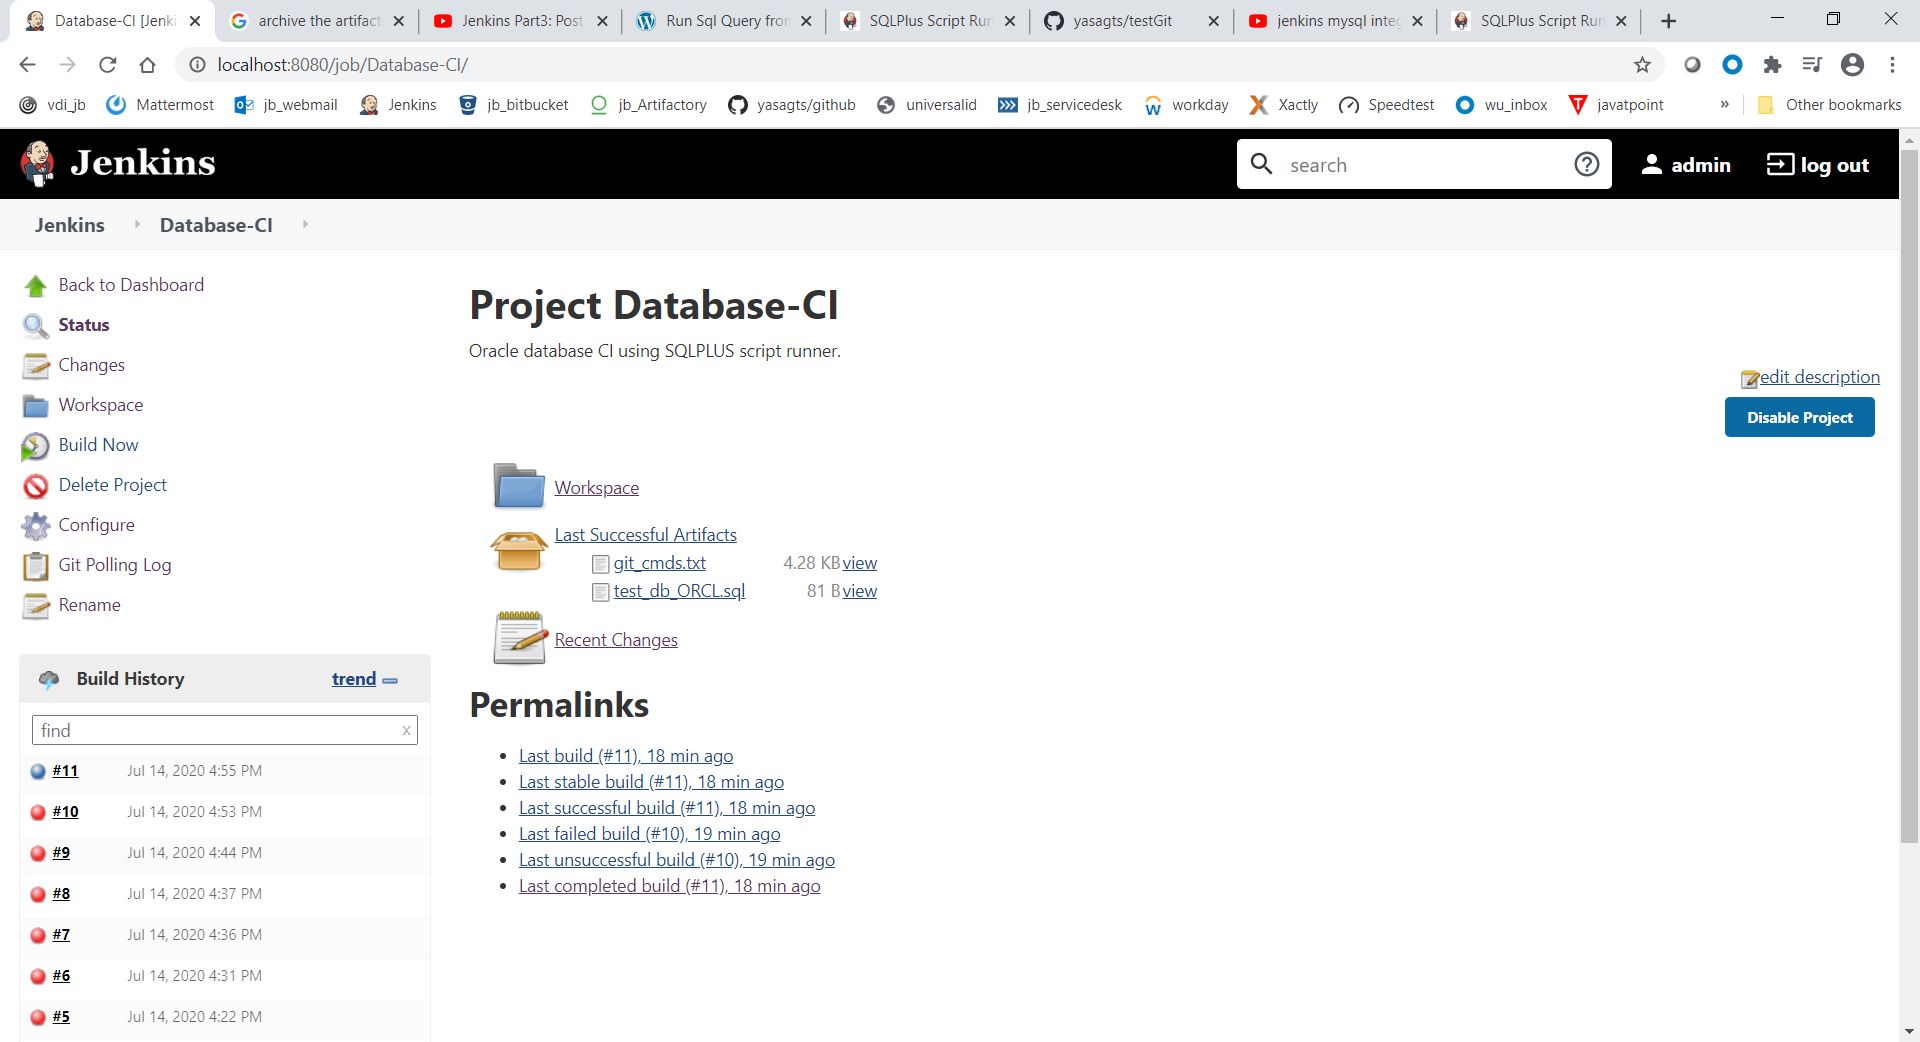 Database-CI [Jenki
archive the artifact
Jenkins Part3: Post
Run Sql Query from
SQLPlus Script Run
yasagts/testGit
jenkins mysql integ
SQLPlus Script Run
localhost:8080/job/Database-CI/
vdi_jb
Mattermost
jb_webmail
Jenkins
jb_bitbucket
jb_Artifactory
yasagts/github
universalid
jb_servicedesk
workday
Xactly
Speedtest
wu_inbox
javatpoint
»
Other bookmarks
Jenkins
search
admin
log out
Jenkins
Database-CI
Back to Dashboard
Status
Changes
Workspace
Build Now
Delete Project
Configure
Git Polling Log
Rename
Build History
trend
find
x
#11 Jul 14, 2020 4:55 PM
#10 Jul 14, 2020 4:53 PM
#9 Jul 14, 2020 4:44 PM
#8 Jul 14, 2020 4:37 PM
#7 Jul 14, 2020 4:36 PM
#6 Jul 14, 2020 4:31 PM
#5 Jul 14, 2020 4:22 PM
Project Database-CI
Oracle database CI using SQLPLUS script runner.
edit description
Disable Project
Workspace
Last Successful Artifacts
git_cmds.txt 4.28 KB view
test_db_ORCL.sql 81 B view
Recent Changes
Permalinks
• Last build (#11), 18 min ago
• Last stable build (#11), 18 min ago
• Last successful build (#11), 18 min ago
• Last failed build (#10), 19 min ago
• Last unsuccessful build (#10), 19 min ago
• Last completed build (#11), 18 min ago